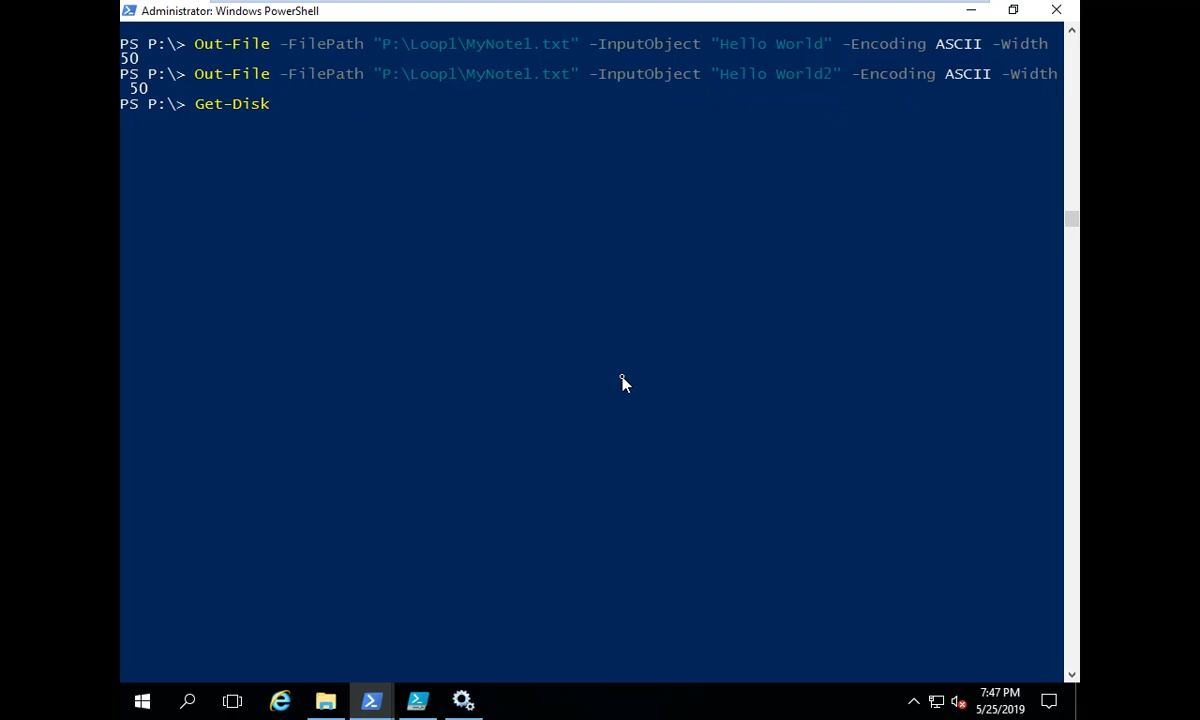 Administrator: Windows PowerShell
PS P:\> Out-File -FilePath "P:\Loop1\MyNote1.txt" -InputObject "Hello World" -Encoding ASCII -Width
50
PS P:\> Out-File -FilePath "P:\Loop1\MyNote1.txt" -InputObject "Hello World2" -Encoding ASCII -Width
50
PS P:\> Get-Disk
7:47 PM
5/25/2019